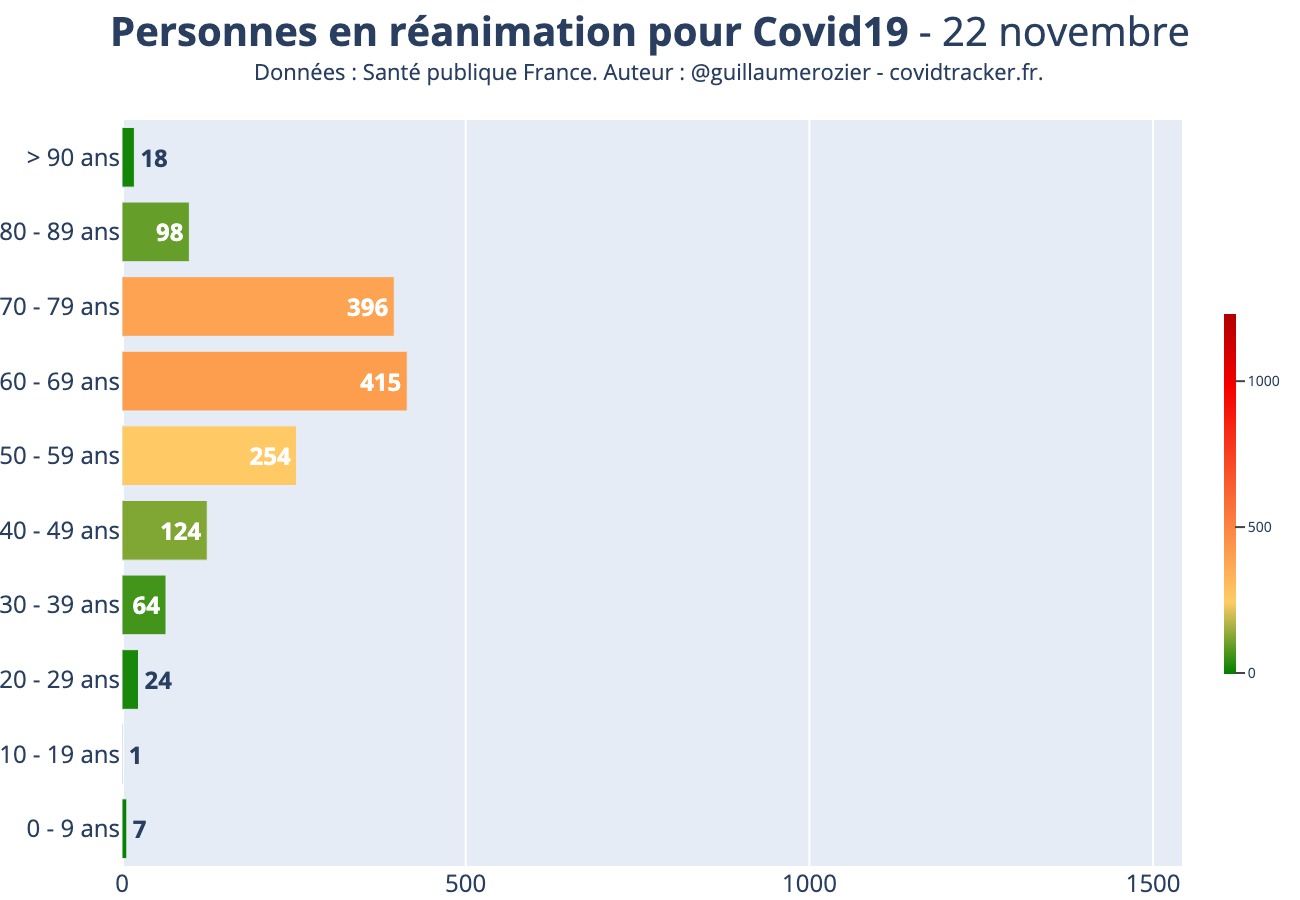 Personnes en réanimation pour Covid19 - 22 novembre
Données : Santé publique France. Auteur : @guillaumerozier - covidtracker.fr.
> 90 ans 18
80 - 89 ans 98
70 - 79 ans 396
60 - 69 ans 415
50 - 59 ans 254
40 - 49 ans 124
30 - 39 ans 64
20 - 29 ans 24
10 - 19 ans 1
0 - 9 ans 7
0 500 1000 1500
1000
500
0